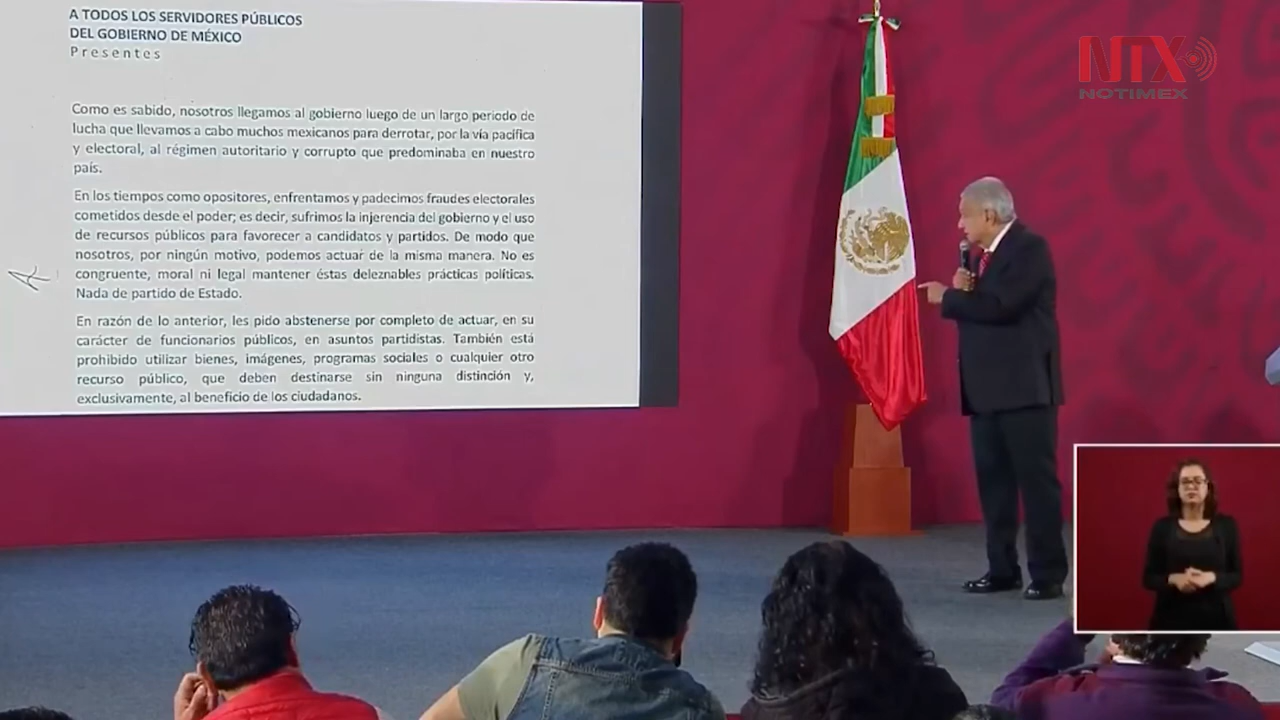 A TODOS LOS SERVIDORES PÚBLICOS
DEL GOBIERNO DE MÉXICO
Presentes
Como es sabido, nosotros llegamos al gobierno luego de un largo periodo de
lucha que llevamos a cabo muchos mexicanos para derrotar, por la vía pacífica
y electoral, al régimen autoritario y corrupto que predominaba en nuestro
país.
En los tiempos como opositores, enfrentamos y padecimos fraudes electorales
cometidos desde el poder; es decir, sufrimos la injerencia del gobierno y el uso
de recursos públicos para favorecer a candidatos y partidos. De modo que
nosotros, por ningún motivo, podemos actuar de la misma manera. No es
congruente, moral ni legal mantener éstas deleznables prácticas políticas.
Nada de partido de Estado.
En razón de lo anterior, les pido abstenerse por completo de actuar, en su
carácter de funcionarios públicos, en asuntos partidistas. También está
prohibido utilizar bienes, imágenes, programas sociales o cualquier otro
recurso público, que deben destinarse sin ninguna distinción y,
exclusivamente, al beneficio de los ciudadanos.
NTX
NOTIMEX